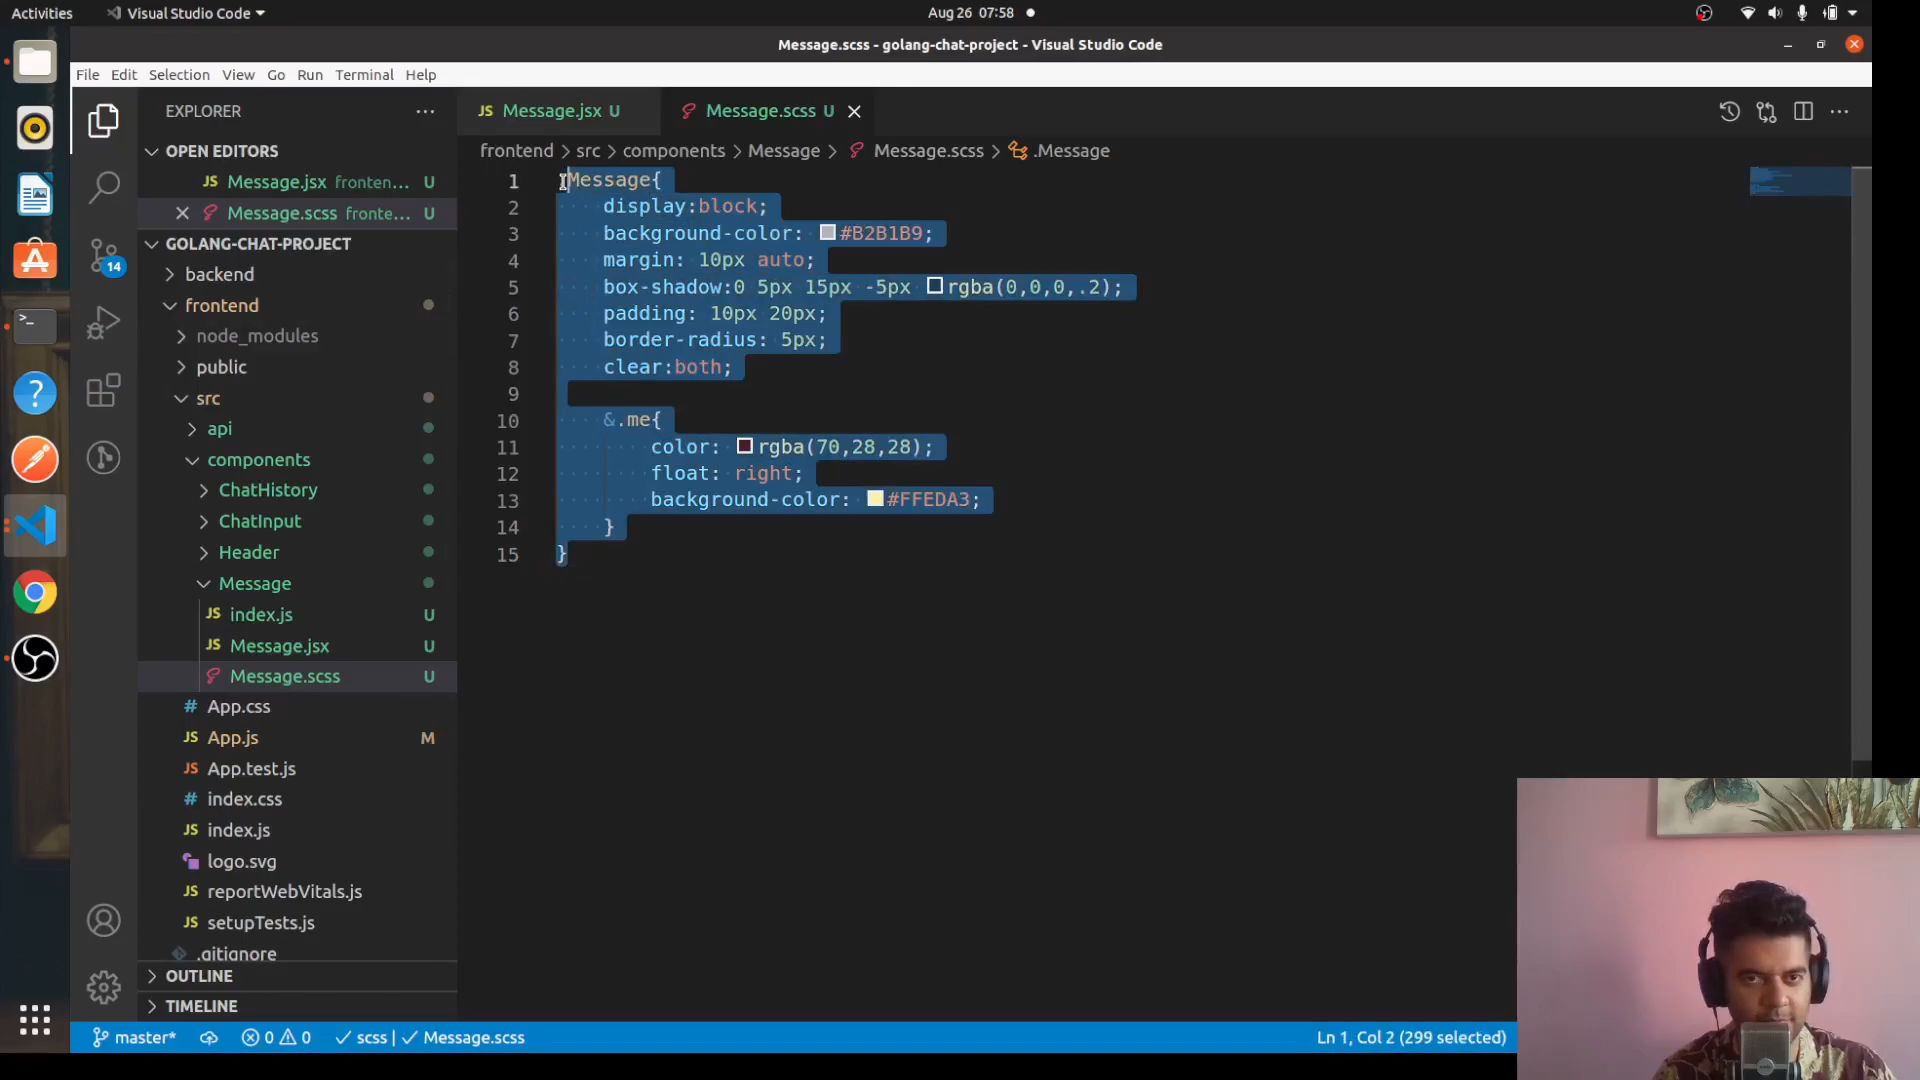 Activities
Visual Studio Code
Aug 26 07:58
Message.scss - golang-chat-project - Visual Studio Code
File Edit Selection View Go Run Terminal Help
EXPLORER
JS Message.jsx U
Message.scss U
OPEN EDITORS
frontend > src > components > Message > Message.scss > .Message
JS Message.jsx fronten... U
Message.scss fronte... U
GOLANG-CHAT-PROJECT
backend
frontend
node_modules
public
src
api
components
ChatHistory
ChatInput
Header
Message
JS index.js U
JS Message.jsx U
Message.scss U
# App.css
JS App.js M
JS App.test.js
# index.css
JS index.js
logo.svg
JS reportWebVitals.js
JS setupTests.js
.gitignore
OUTLINE
TIMELINE
14
1 .Message{
2 display:block;
3 background-color: #B2B1B9;
4 margin: 10px auto;
5 box-shadow:0 5px 15px -5px rgba(0,0,0,.2);
6 padding: 10px 20px;
7 border-radius: 5px;
8 clear:both;
9
10 &.me{
11 color: rgba(70,28,28);
12 float: right;
13 background-color: #FFEDA3;
14 }
15 }
master* 0 0 scss | Message.scss
Ln 1, Col 2 (299 selected)